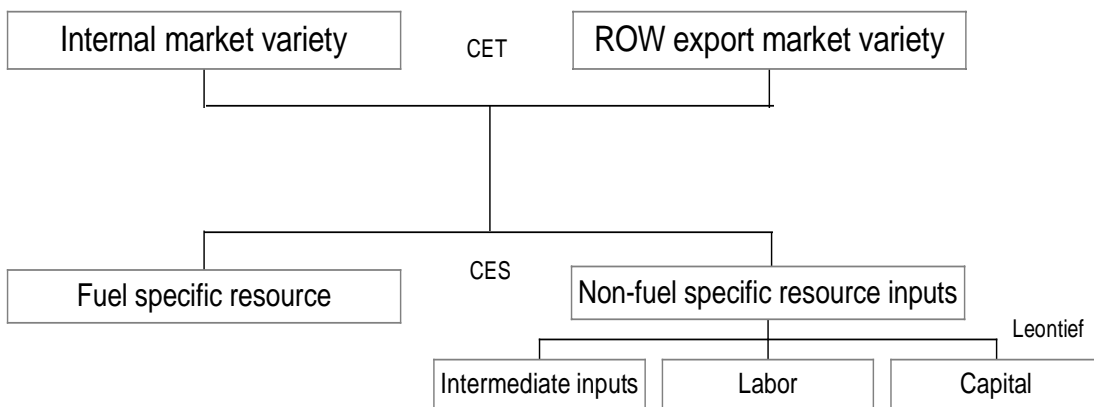 Internal market variety
CET
ROW export market variety
CES
Fuel specific resource
Non-fuel specific resource inputs
Leontief
Intermediate inputs
Labor
Capital